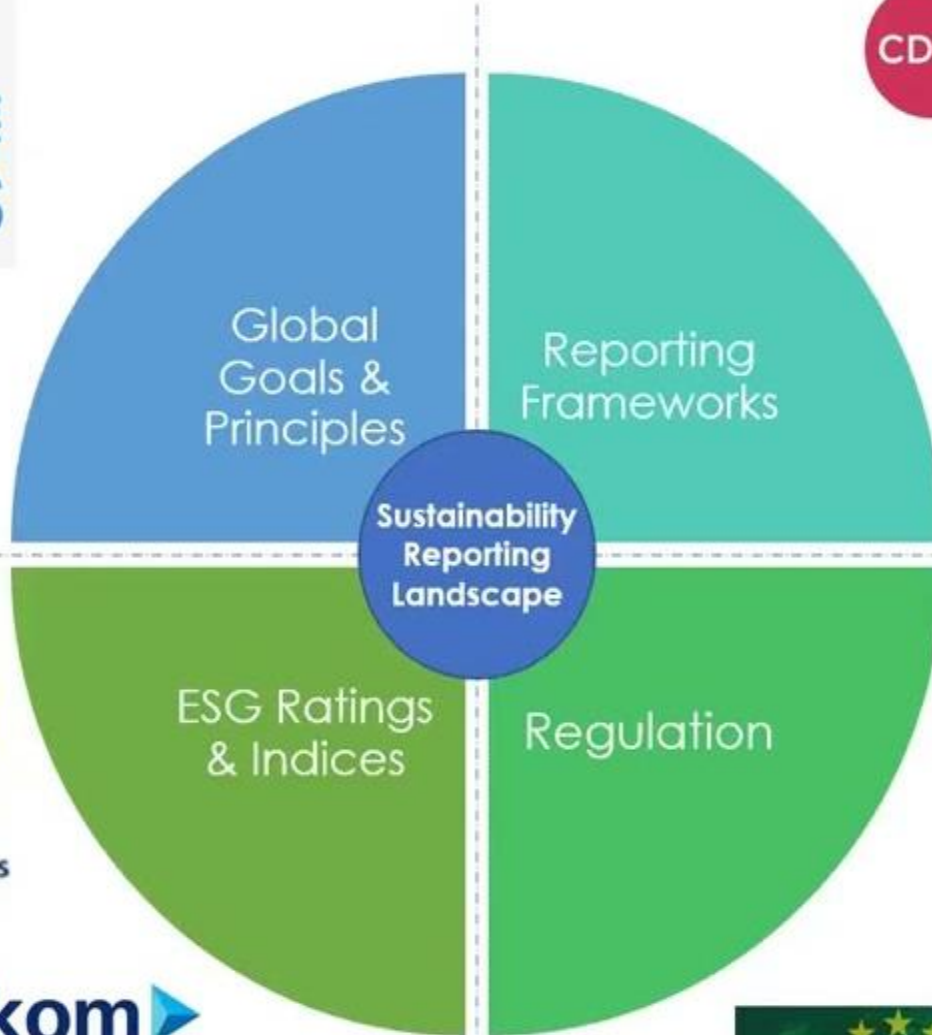 CD
Global
Goals &
Principles
Reporting
Frameworks
Sustainability
Reporting
Landscape
ESG Ratings
& Indices
Regulation
s
kom